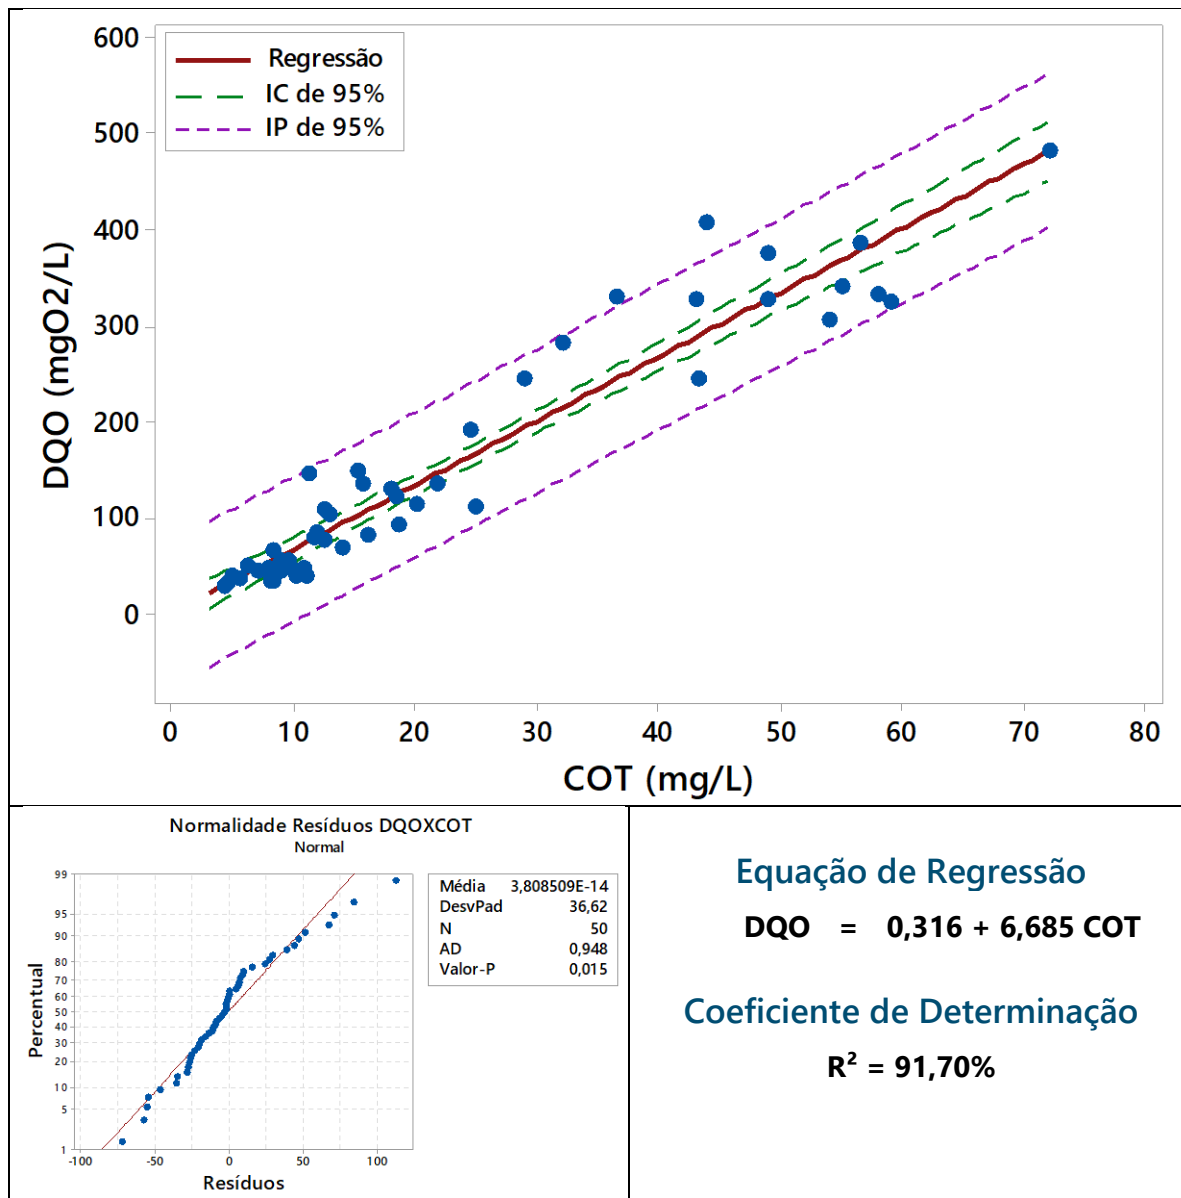 600
500
400
300
200
100
0
DQO (mgO2/L)
Regressão
IC de 95%
IP de 95%
0 10 20 30 40 50 60 70 80
COT (mg/L)
Normalidade Resíduos DQOXCOT
Normal
99
95
90
80
70
60
50
40
30
20
10
5
1
Percentual
-100 -50 0 50 100
Resíduos
Média 3,808509E-14
DesvPad 36,62
N 50
AD 0,948
Valor-P 0,015
Equação de Regressão
DQO = 0,316 + 6,685 COT
Coeficiente de Determinação
R² = 91,70%